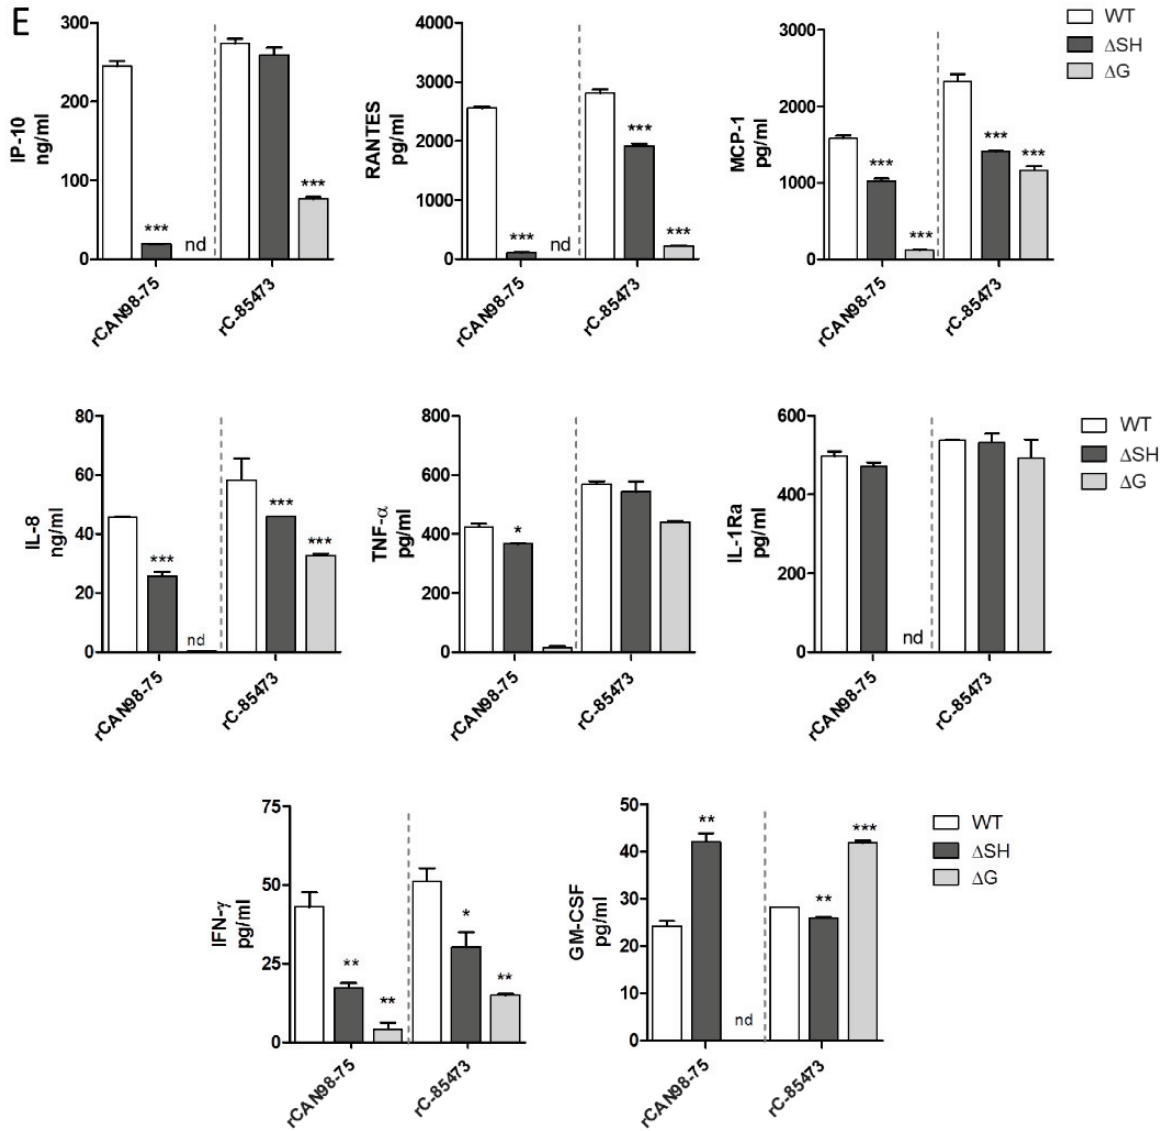 E
WT
ΔSH
ΔG
IP-10
ng/ml
300
200
100
0
***
nd
***
rCAN98-75
rC-85473
RANTES
pg/ml
4000
3000
2000
1000
0
***
nd
***
***
rCAN98-75
rC-85473
MCP-1
pg/ml
3000
2000
1000
0
***
***
***
***
rCAN98-75
rC-85473
WT
ΔSH
ΔG
IL-8
ng/ml
80
60
40
20
0
***
nd
***
***
rCAN98-75
rC-85473
TNF-α
pg/ml
800
600
400
200
0
*
rCAN98-75
rC-85473
IL-1Ra
pg/ml
600
400
200
0
nd
rCAN98-75
rC-85473
IFN-γ
pg/ml
75
50
25
0
**
**
*
**
rCAN98-75
rC-85473
GM-CSF
pg/ml
50
40
30
20
10
0
**
nd
**
***
rCAN98-75
rC-85473
WT
ΔSH
ΔG